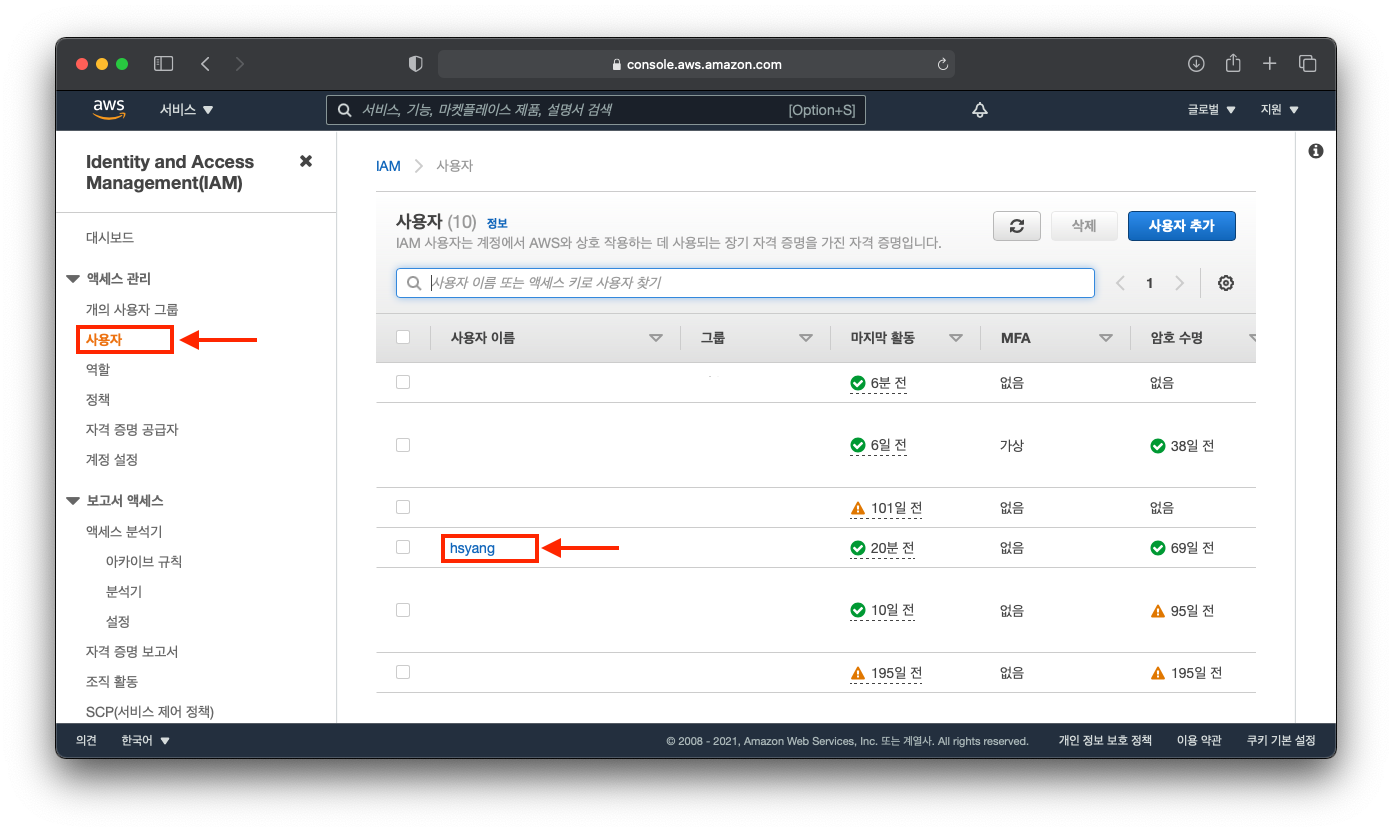 console.aws.amazon.com
aws 서비스 서비스, 기능, 마켓플레이스 제품, 설명서 검색 [Option+S] 글로벌 지원
Identity and Access
Management(IAM)
대시보드
액세스 관리
개의 사용자 그룹
사용자
역할
정책
자격 증명 공급자
계정 설정
보고서 액세스
액세스 분석기
아카이브 규칙
분석기
설정
자격 증명 보고서
조직 활동
SCP(서비스 제어 정책)
IAM 사용자
사용자 (10) 정보
IAM 사용자는 계정에서 AWS와 상호 작용하는 데 사용되는 장기 자격 증명을 가진 자격 증명입니다.
삭제 사용자 추가
사용자 이름 또는 액세스 키로 사용자 찾기 1
사용자 이름 그룹 마지막 활동 MFA 암호 수명
6분 전 없음 없음
6일 전 가상 38일 전
101일 전 없음 없음
hsyang 20분 전 없음 69일 전
10일 전 없음 95일 전
195일 전 없음 195일 전
의견 한국어 © 2008 - 2021, Amazon Web Services, Inc. 또는 계열사. All rights reserved. 개인 정보 보호 정책 이용 약관 쿠키 기본 설정